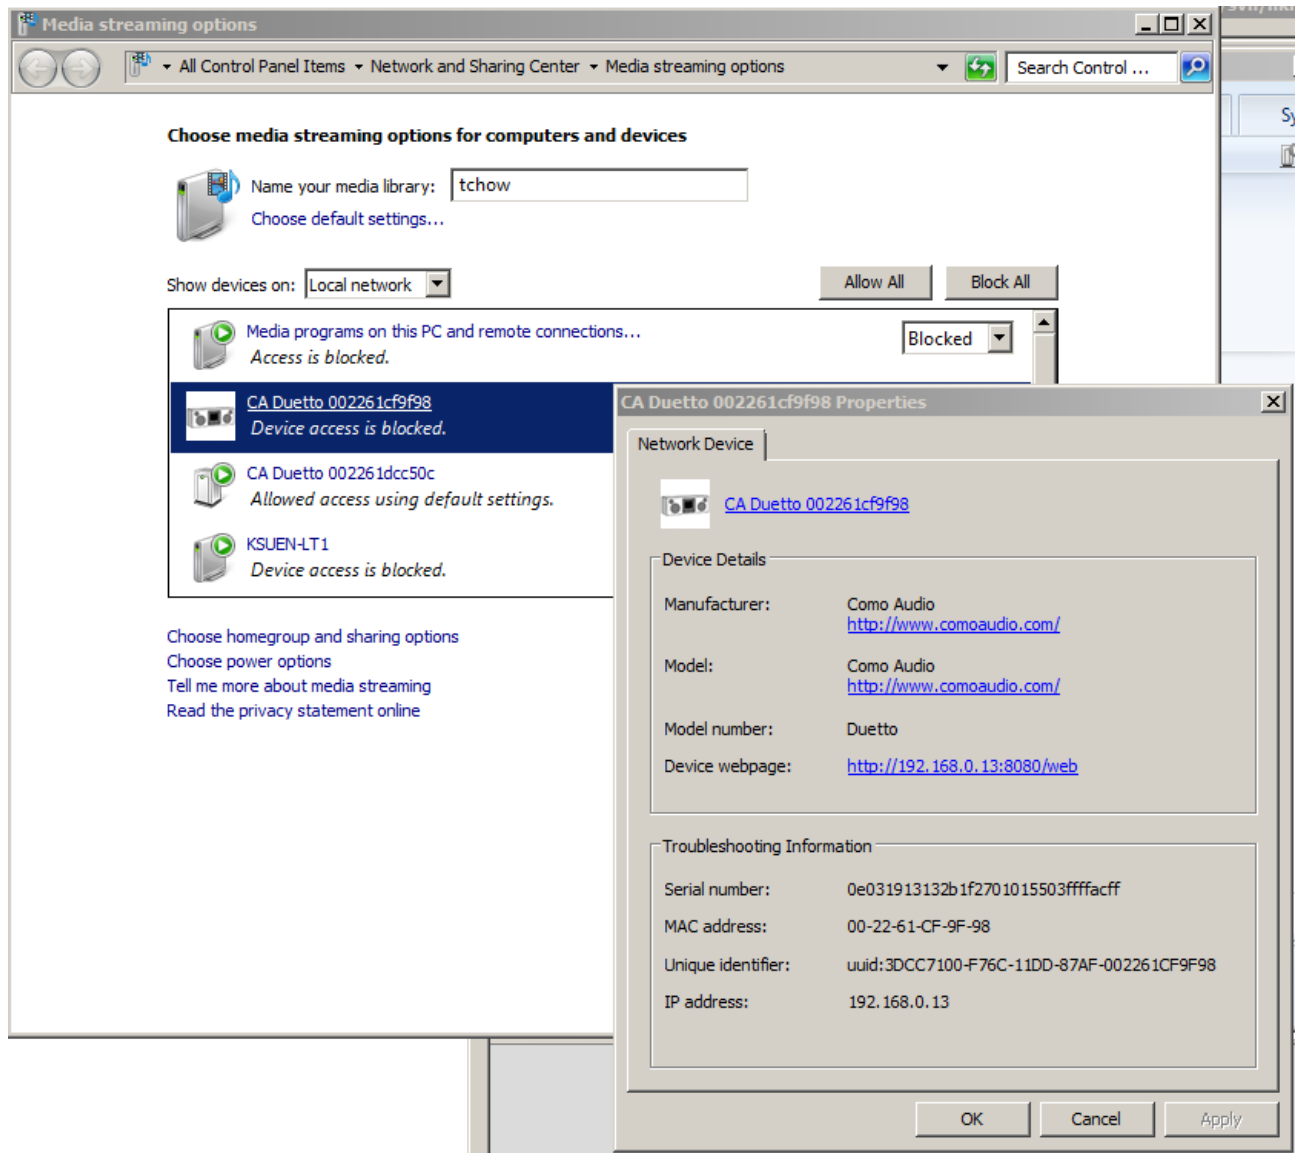 Media streaming options
All Control Panel Items Network and Sharing Center Media streaming options
Search Control ...
Choose media streaming options for computers and devices
Name your media library: tchow
Choose default settings...
Show devices on: Local network
Allow All
Block All
Media programs on this PC and remote connections...
Access is blocked.
Blocked
CA Duetto 002261cf9f98
Device access is blocked.
CA Duetto 002261dcc50c
Allowed access using default settings.
KSUEN-LT1
Device access is blocked.
Choose homegroup and sharing options
Choose power options
Tell me more about media streaming
Read the privacy statement online
CA Duetto 002261cf9f98 Properties
Network Device
CA Duetto 002261cf9f98
Device Details
Manufacturer: Como Audio
http://www.comoaudio.com/
Model: Como Audio
http://www.comoaudio.com/
Model number: Duetto
Device webpage: http://192.168.0.13:8080/web
Troubleshooting Information
Serial number: 0e031913132b1f2701015503ffffacff
MAC address: 00-22-61-CF-9F-98
Unique identifier: uuid:3DCC7100-F76C-11DD-87AF-002261CF9F98
IP address: 192.168.0.13
OK
Cancel
Apply